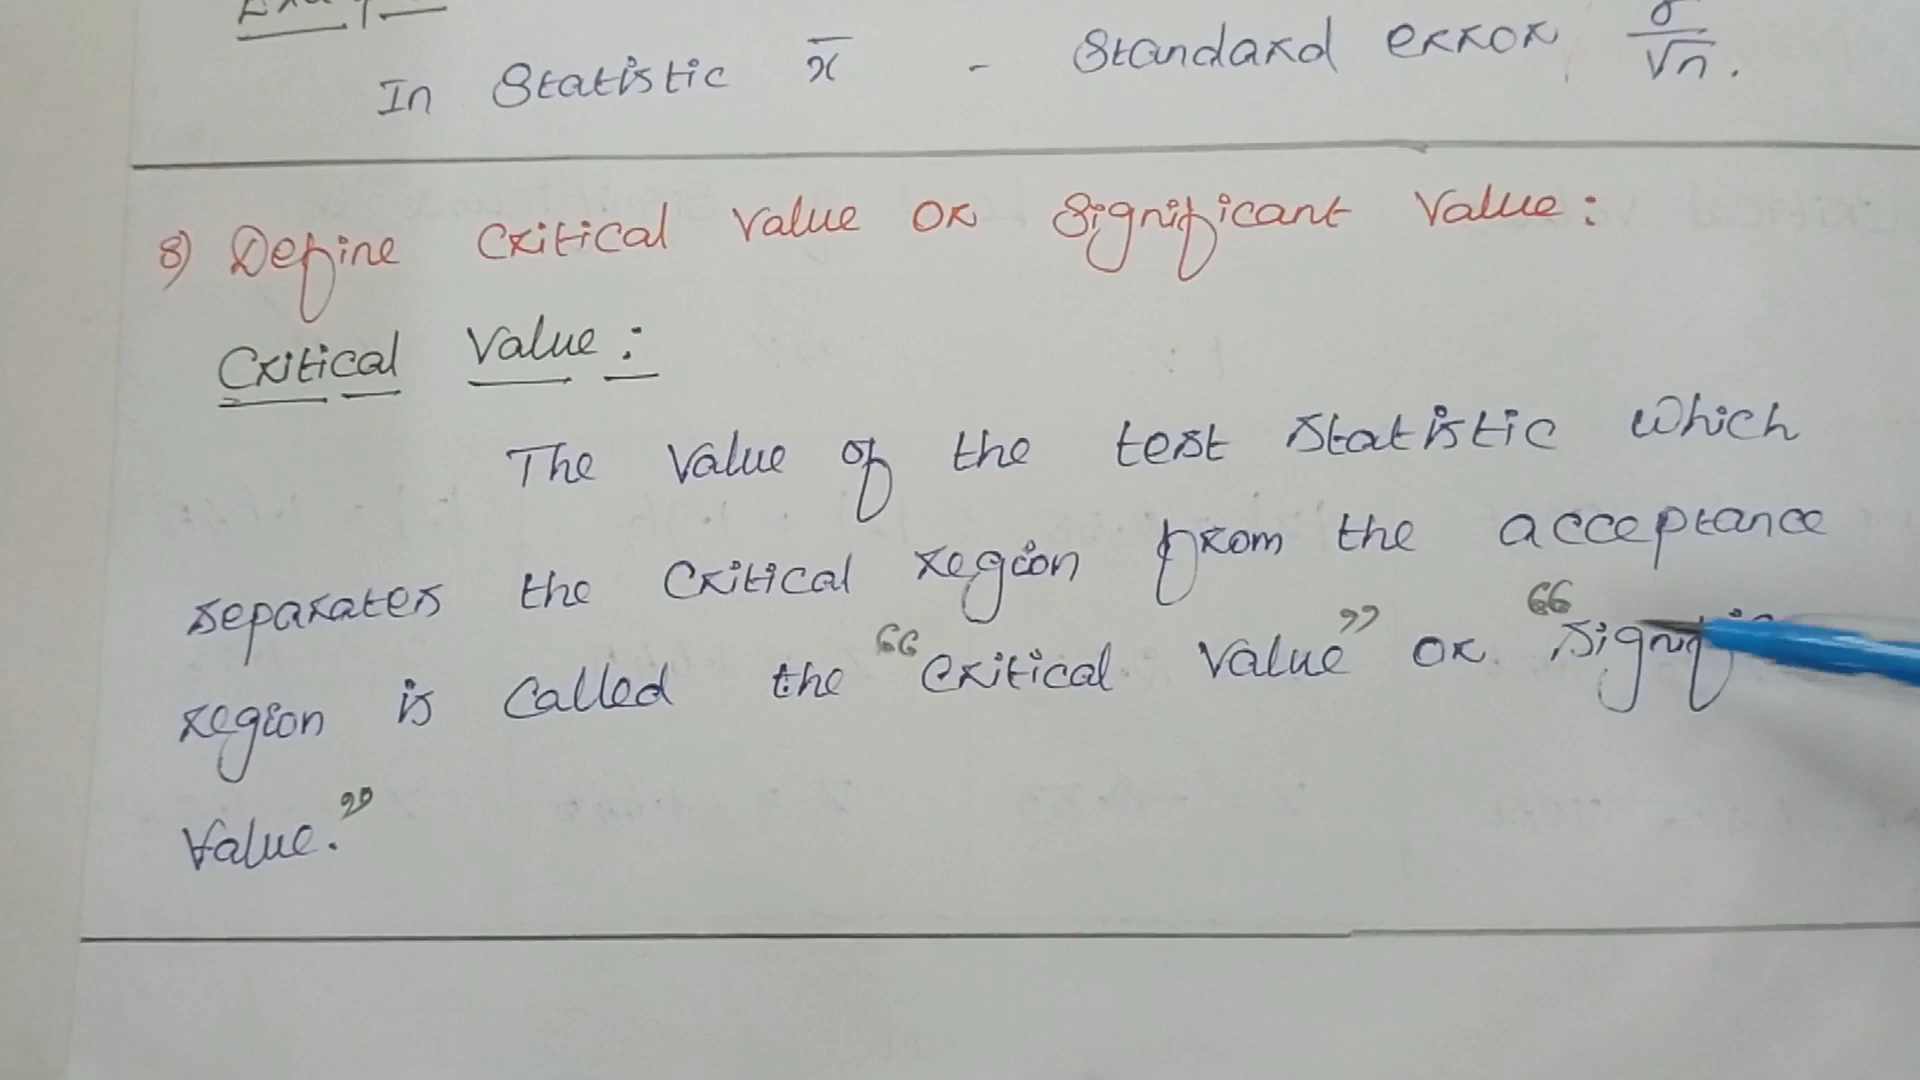 In Statistic x̄ - Standard error σ/√n.
8) Define Critical Value or Significant Value:
Critical Value:
The Value of the test statistic which
separates the Critical region from the acceptance
region is called the "Critical Value" or "
Value."